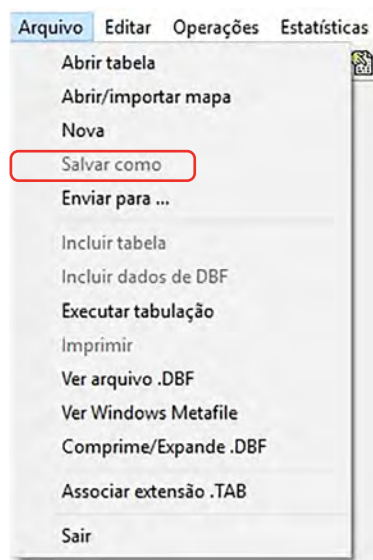 Arquivo Editar Operações Estatísticas
Abrir tabela
Abrir/importar mapa
Nova
Salvar como
Enviar para ...
Incluir tabela
Incluir dados de DBF
Executar tabulação
Imprimir
Ver arquivo .DBF
Ver Windows Metafile
Comprime/Expande .DBF
Associar extensão .TAB
Sair